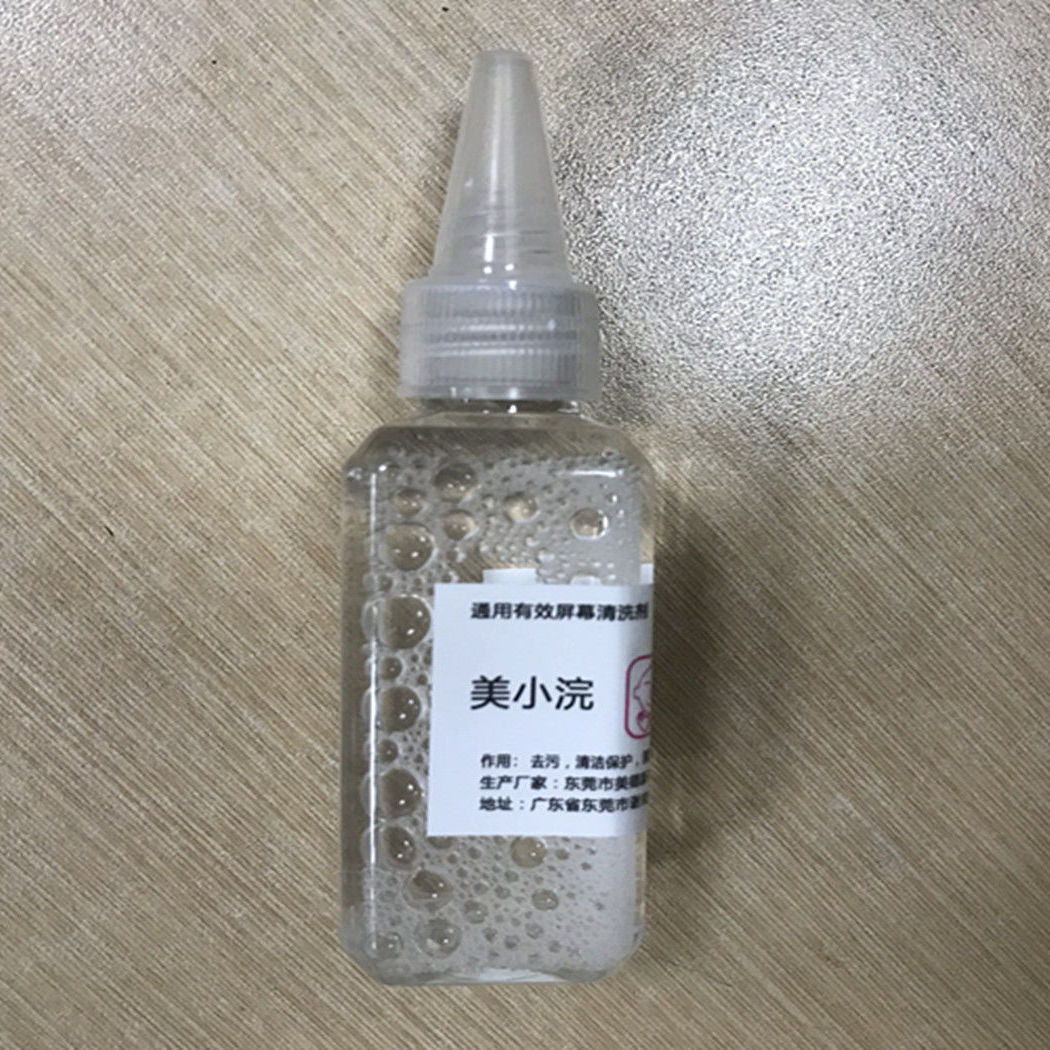 通用有效屏幕清洗剂
美小浣
作用：去污，清洁保护，
生产厂家：东莞市美
地址：广东省东莞市